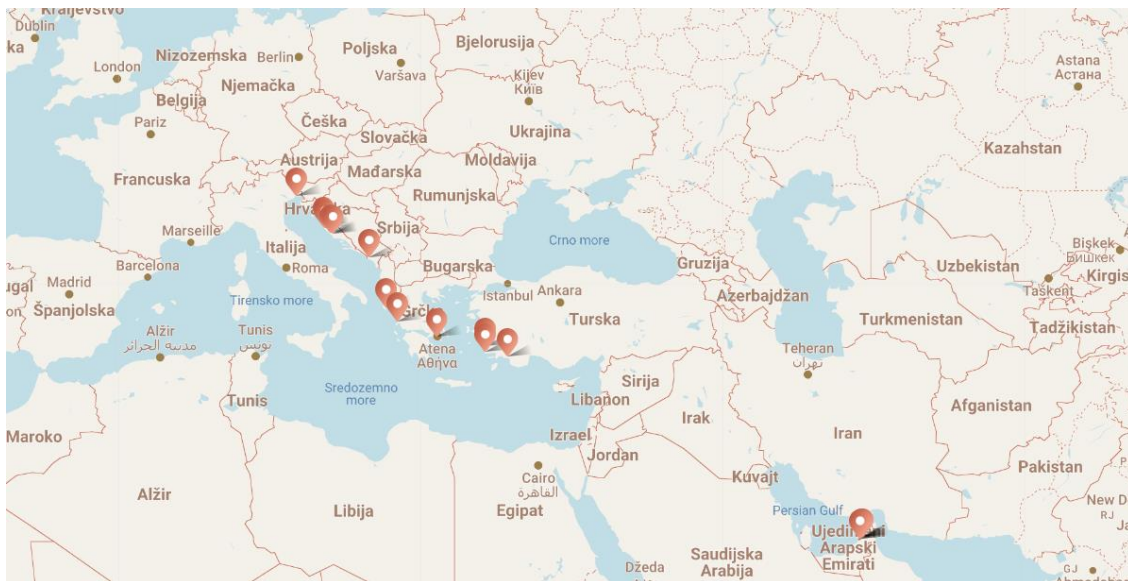 Kraljevstvo
Dublin
ka
London
Nizozemska
Berlin
Poljska
Varšava
Bjelorusija
Njemačka
Belgija
Kijev
Київ
Astana
Астана
Pariz
Češka
Slovačka
Ukrajina
Kazahstan
Austrija
Mađarska
Moldavija
Francuska
Rumunjska
Srbija
Marseille
Italija
Roma
Crno more
Bugarska
Gruzija
Bişkek
Бишкек
Kirgis
Uzbekistan
Barcelona
Madrid
ugal
Španjolska
on
Tirensko more
Istanbul
Ankara
Azerbajdžan
Taškent
Turska
Turkmenistan
Tadžikistan
Alžir
مدينة الجزائر
Tunis
تونس
Atena
Αθήνα
Teheran
تهران
Sredozemno
more
Sirija
Libanon
Tunis
Irak
Afganistan
Maroko
Izrael
Iran
Jordan
Pakistan
Kuvajt
Cairo
القاهرة
Alžir
Libija
Egipat
New D
RJ
Persian Gulf
Arapski
Emirati
Saudijska
Arabija
Džeda
GJ